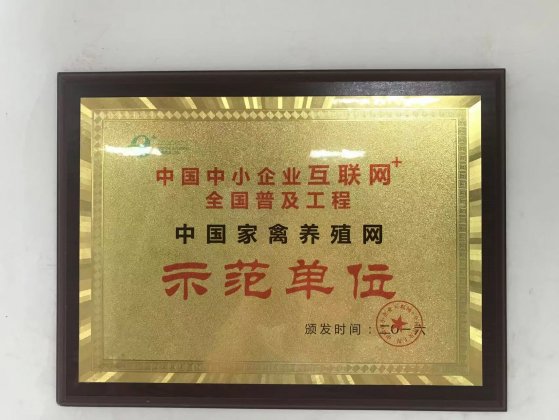 中国中小企业互联网+
全国普及工程
中国家禽养殖网
示范单位
颁发时间：二〇一六